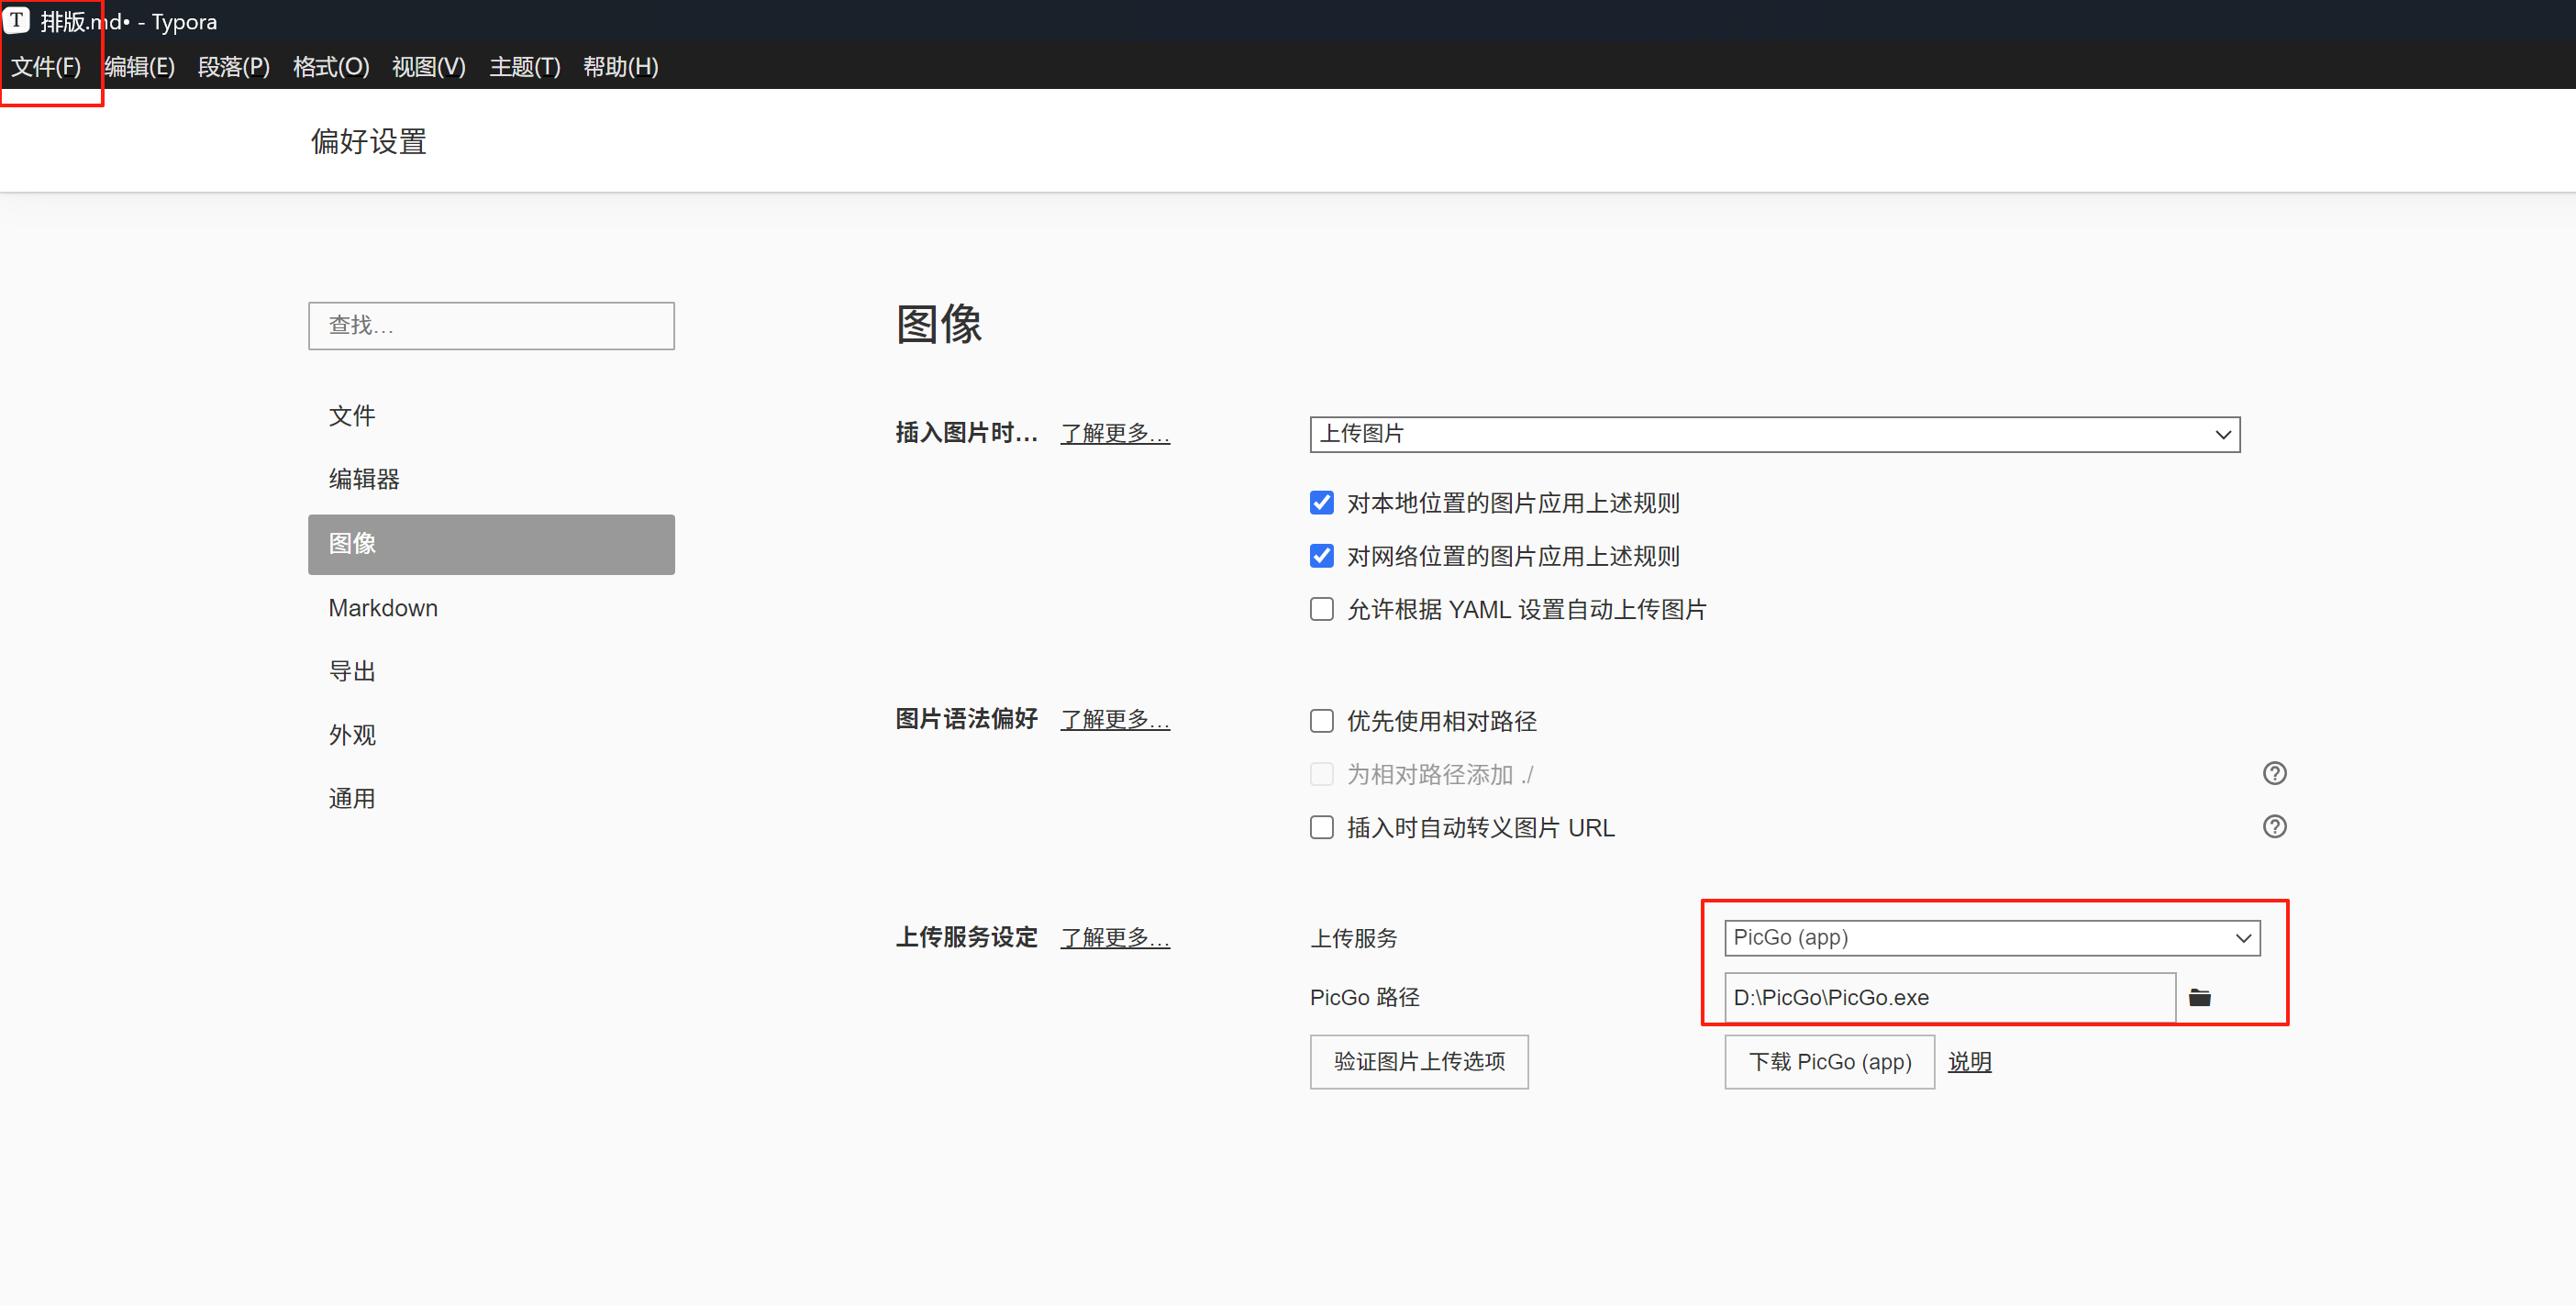 T 排版.md• - Typora
文件(F) 编辑(E) 段落(P) 格式(O) 视图(V) 主题(T) 帮助(H)
偏好设置
查找…
文件
编辑器
图像
Markdown
导出
外观
通用
图像
插入图片时… 了解更多… 上传图片
对本地位置的图片应用上述规则
对网络位置的图片应用上述规则
允许根据 YAML 设置自动上传图片
图片语法偏好 了解更多… 优先使用相对路径
为相对路径添加 ./ ?
插入时自动转义图片 URL ?
上传服务设定 了解更多… 上传服务 PicGo (app)
PicGo 路径 D:\PicGo\PicGo.exe
验证图片上传选项 下载 PicGo (app) 说明